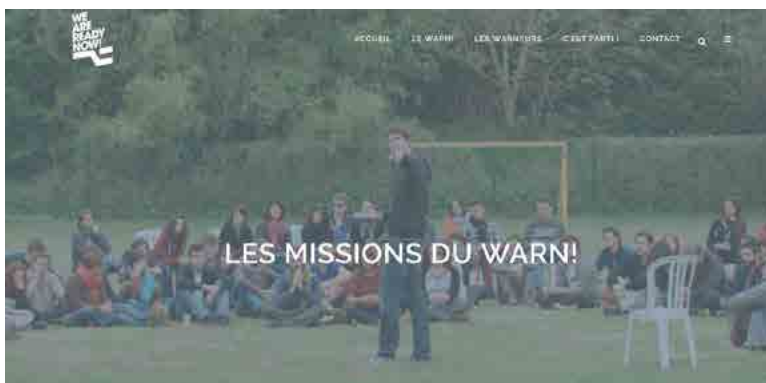 WE
ARE
READY
NOW!
ACCUEIL LE WARN! LES WARNEURS C'EST PARTI ! CONTACT
LES MISSIONS DU WARN!